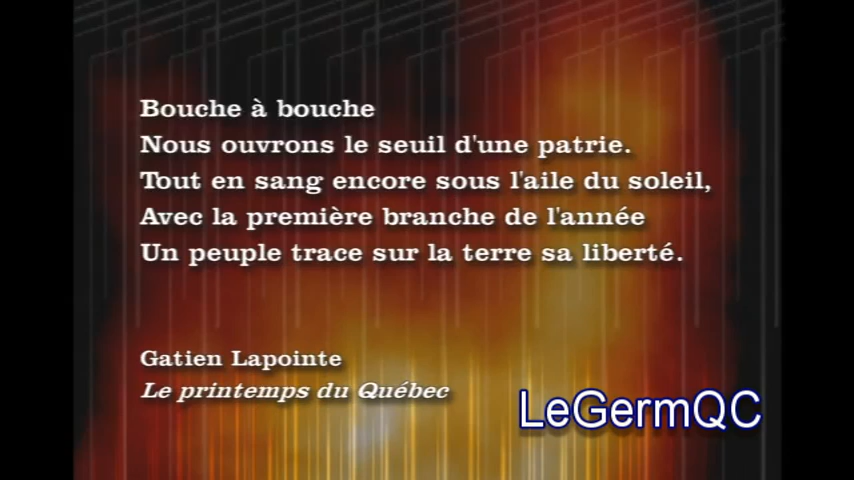 Bouche à bouche
Nous ouvrons le seuil d'une patrie.
Tout en sang encore sous l'aile du soleil,
Avec la première branche de l'année
Un peuple trace sur la terre sa liberté.
Gatien Lapointe
Le printemps du Québec
LeGermQC